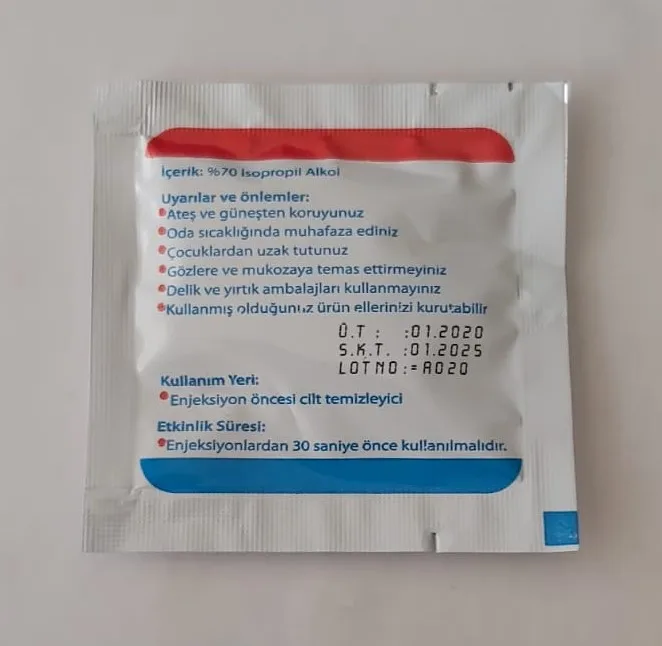 İçerik: %70 Isopropil Alkol
Uyarılar ve önlemler:
Ateş ve güneşten koruyunuz
Oda sıcaklığında muhafaza ediniz
Çocuklardan uzak tutunuz
Gözlere ve mukozaya temas ettirmeyiniz
Delik ve yırtık ambalajları kullanmayınız
Kullanmış olduğunuz ürün ellerinizi kurutabilir
Ü.T : :01.2020
S.K.T. :01.2025
LOT NO := A020
Kullanım Yeri:
Enjeksiyon öncesi cilt temizleyici
Etkinlik Süresi:
Enjeksiyonlardan 30 saniye önce kullanılmalıdır.